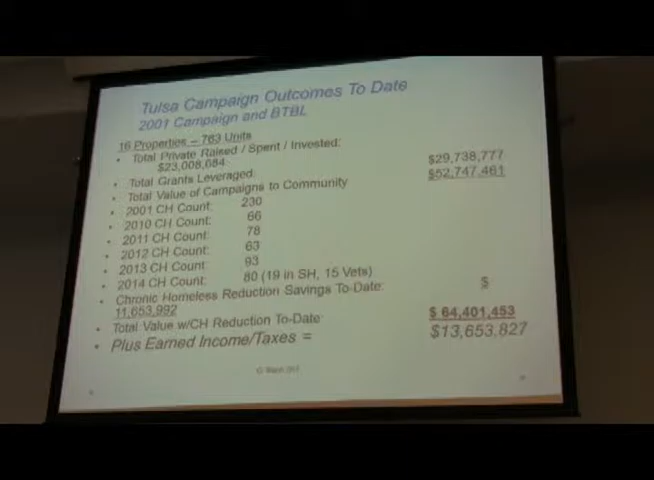 Tulsa Campaign Outcomes To Date
2001 Campaign and BTBL
16 Properties – 763 Units
• Total Private Raised / Spent / Invested:
$23,008,684
$29,738,777
• Total Grants Leveraged:
$52,747,461
• Total Value of Campaigns to Community
• 2001 CH Count: 230
• 2010 CH Count: 66
• 2011 CH Count: 78
• 2012 CH Count: 63
• 2013 CH Count: 93
• 2014 CH Count: 80 (19 in SH, 15 Vets)
• Chronic Homeless Reduction Savings To-Date: $
11,653,992
• Total Value w/CH Reduction To-Date: $ 64,401,453
• Plus Earned Income/Taxes = $13,653,827